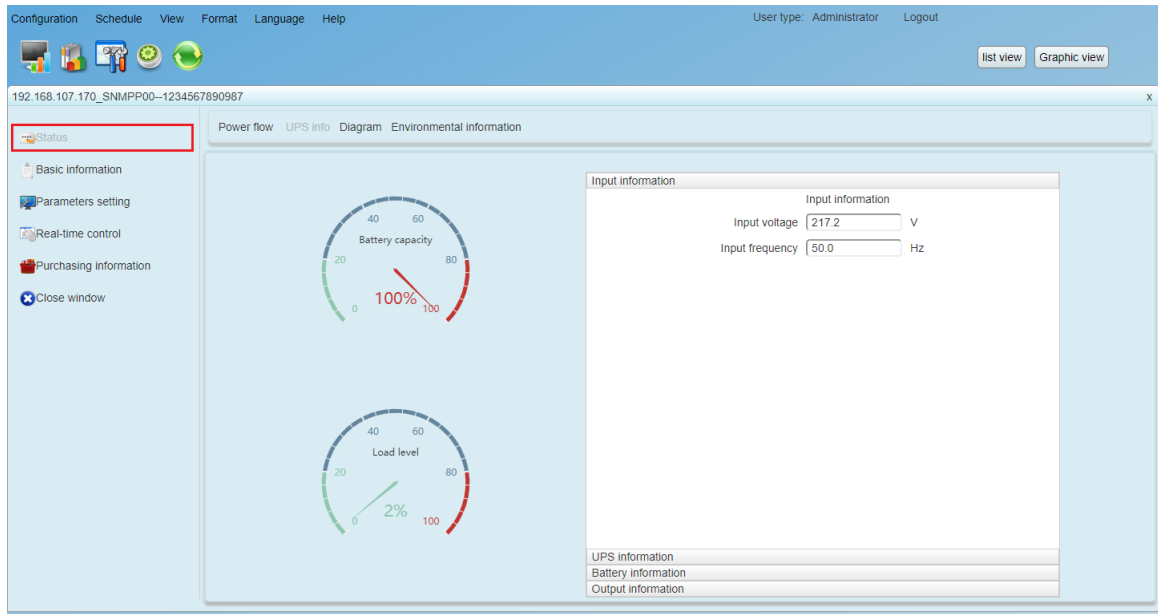 Configuration Schedule View Format Language Help User type: Administrator Logout
list view Graphic view
192.168.107.170_SNMPP00--1234567890987 x
Status
Basic information
Parameters setting
Real-time control
Purchasing information
Close window
Power flow UPS info Diagram Environmental information
40 60
Battery capacity
20 80
100%
0 100
40 60
Load level
20 80
2%
0 100
Input information
Input information
Input voltage 217.2 V
Input frequency 50.0 Hz
UPS information
Battery information
Output information